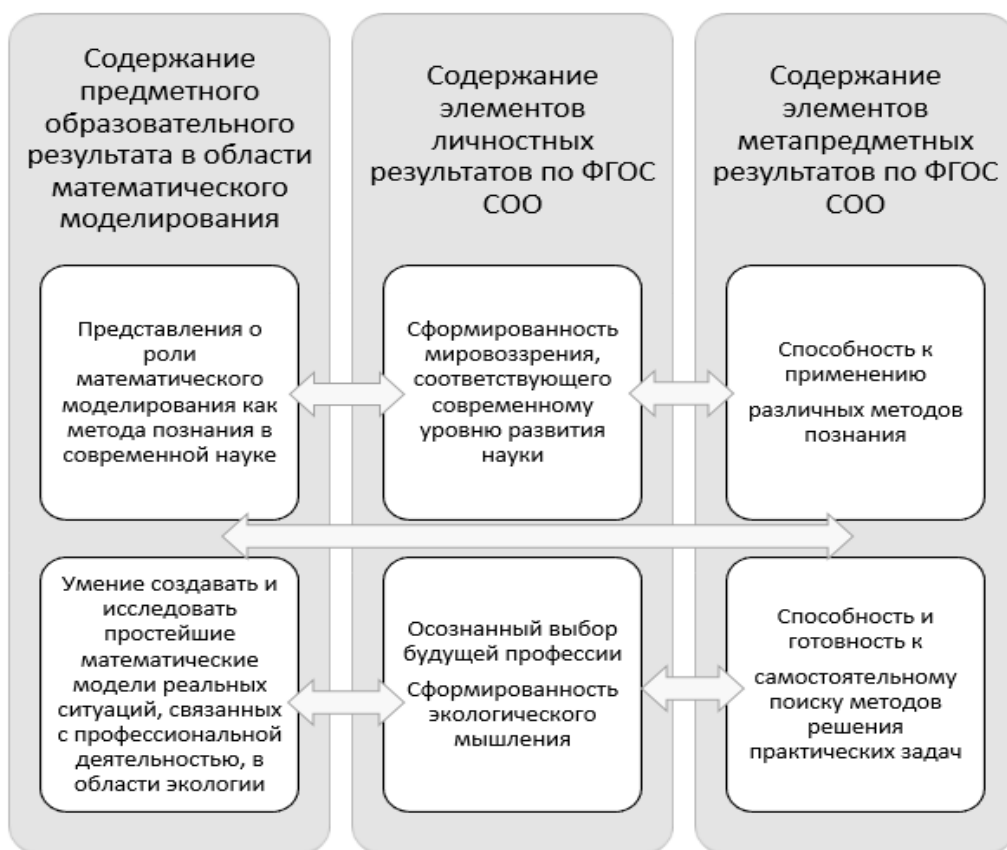 Содержание
предметного
образовательного
результата в области
математического
моделирования
Содержание
элементов
личностных
результатов по ФГОС
СОО
Содержание
элементов
метапредметных
результатов по ФГОС
СОО
Представления о
роли
математического
моделирования как
метода познания в
современной науке
Сформированность
мировоззрения,
соответствующего
современному
уровню развития
науки
Способность к
применению
различных методов
познания
Умение создавать и
исследовать
простейшие
математические
модели реальных
ситуаций, связанных
с профессиональной
деятельностью, в
области экологии
Осознанный выбор
будущей профессии
Сформированность
экологического
мышления
Способность и
готовность к
самостоятельному
поиску методов
решения
практических задач